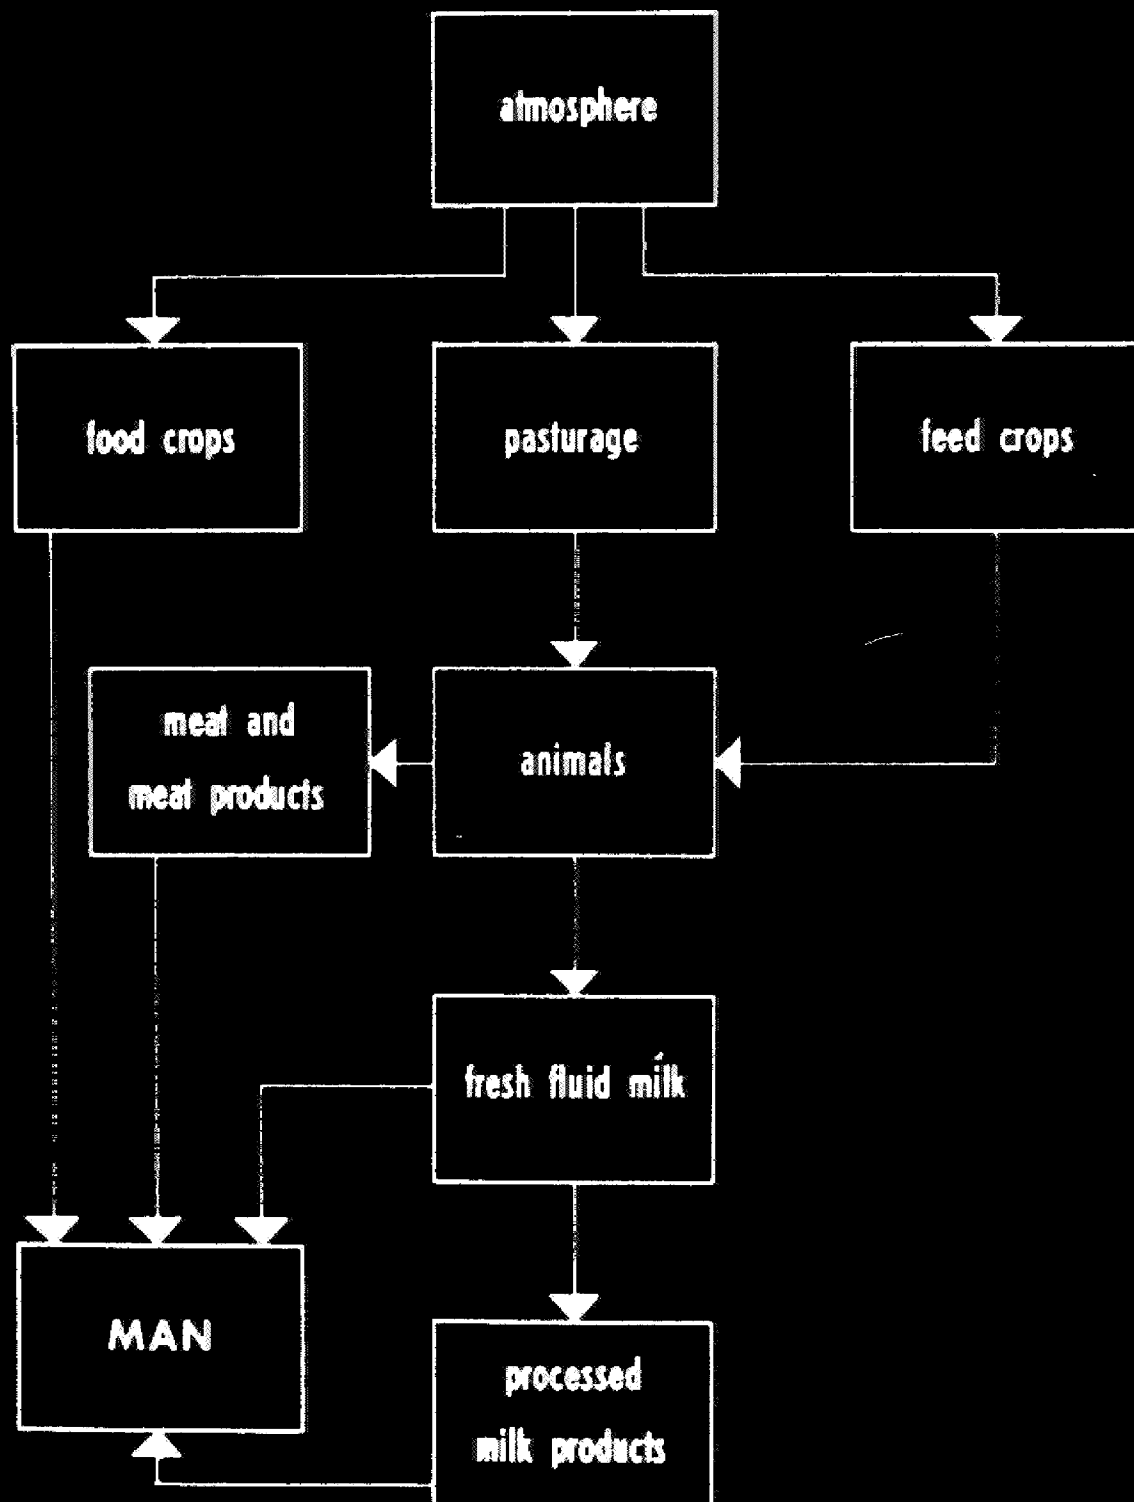 atmosphere
food crops
pasturage
feed crops
meat and
meat products
animals
fresh fluid milk
MAN
processed
milk products